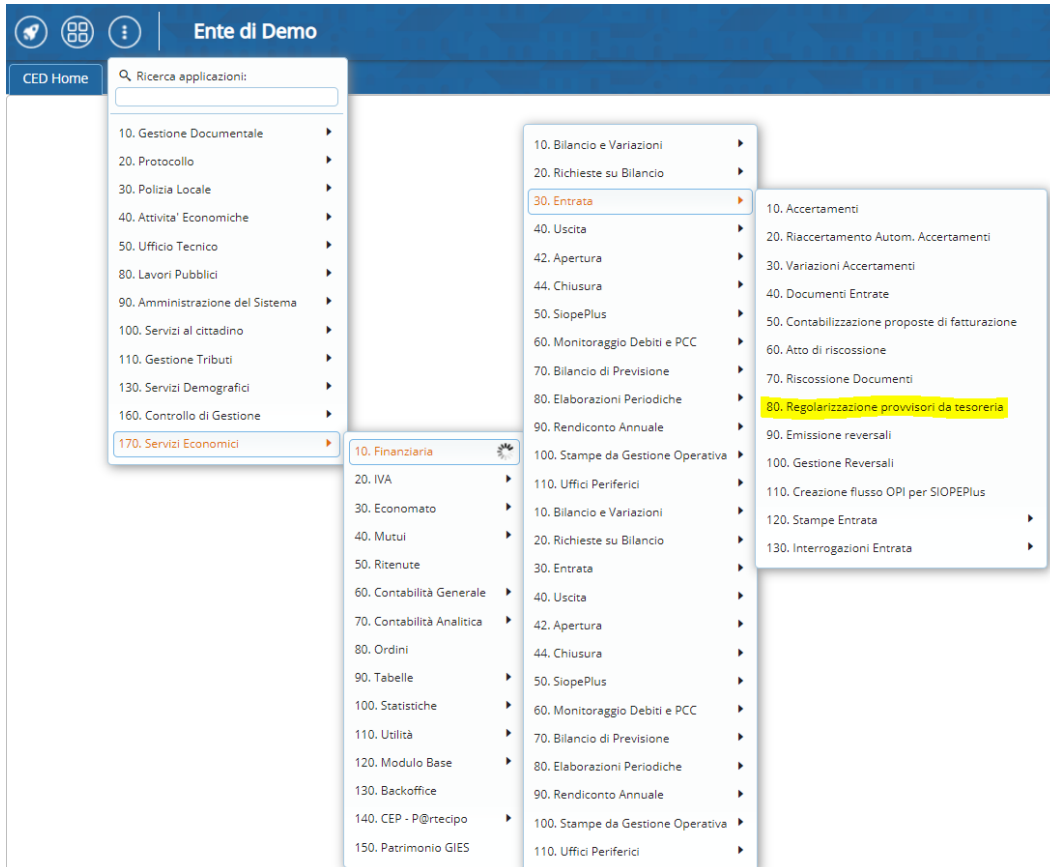 Ente di Demo
CED Home
Ricerca applicazioni:
10. Gestione Documentale
20. Protocollo
30. Polizia Locale
40. Attivita' Economiche
50. Ufficio Tecnico
80. Lavori Pubblici
90. Amministrazione del Sistema
100. Servizi al cittadino
110. Gestione Tributi
130. Servizi Demografici
160. Controllo di Gestione
170. Servizi Economici
10. Finanziaria
20. IVA
30. Economato
40. Mutui
50. Ritenute
60. Contabilità Generale
70. Contabilità Analitica
80. Ordini
90. Tabelle
100. Statistiche
110. Utilità
120. Modulo Base
130. Backoffice
140. CEP - P@rtecipo
150. Patrimonio GIES
10. Bilancio e Variazioni
20. Richieste su Bilancio
30. Entrata
40. Uscita
42. Apertura
44. Chiusura
50. SiopePlus
60. Monitoraggio Debiti e PCC
70. Bilancio di Previsione
80. Elaborazioni Periodiche
90. Rendiconto Annuale
100. Stampe da Gestione Operativa
110. Uffici Periferici
10. Bilancio e Variazioni
20. Richieste su Bilancio
30. Entrata
40. Uscita
42. Apertura
44. Chiusura
50. SiopePlus
60. Monitoraggio Debiti e PCC
70. Bilancio di Previsione
80. Elaborazioni Periodiche
90. Rendiconto Annuale
100. Stampe da Gestione Operativa
110. Uffici Periferici
10. Accertamenti
20. Riaccertamento Autom. Accertamenti
30. Variazioni Accertamenti
40. Documenti Entrate
50. Contabilizzazione proposte di fatturazione
60. Atto di riscossione
70. Riscossione Documenti
80. Regolarizzazione provvisori da tesoreria
90. Emissione reversali
100. Gestione Reversali
110. Creazione flusso OPI per SIOPEPlus
120. Stampe Entrata
130. Interrogazioni Entrata